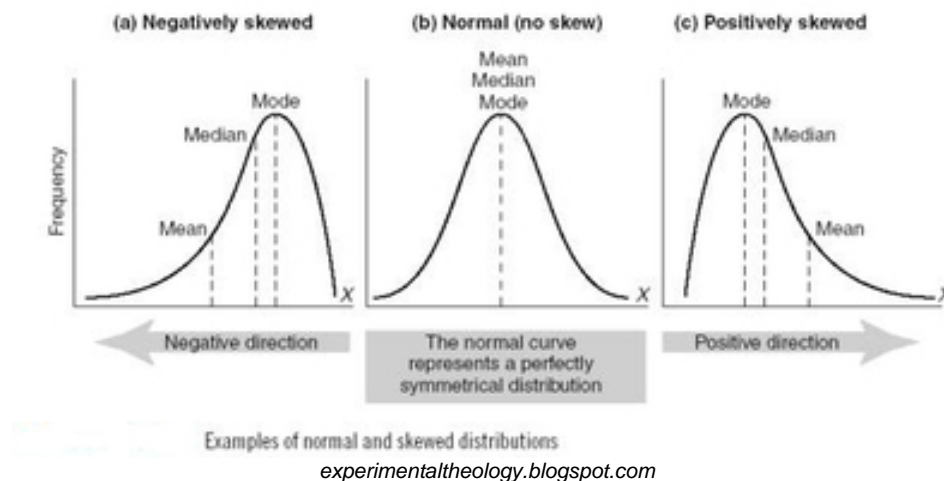 (a) Negatively skewed
(b) Normal (no skew)
(c) Positively skewed
Frequency
Mode
Median
Mean
X
Negative direction
Mean
Median
Mode
X
The normal curve
represents a perfectly
symmetrical distribution
Mode
Median
Mean
X
Positive direction
Examples of normal and skewed distributions
experimentaltheology.blogspot.com